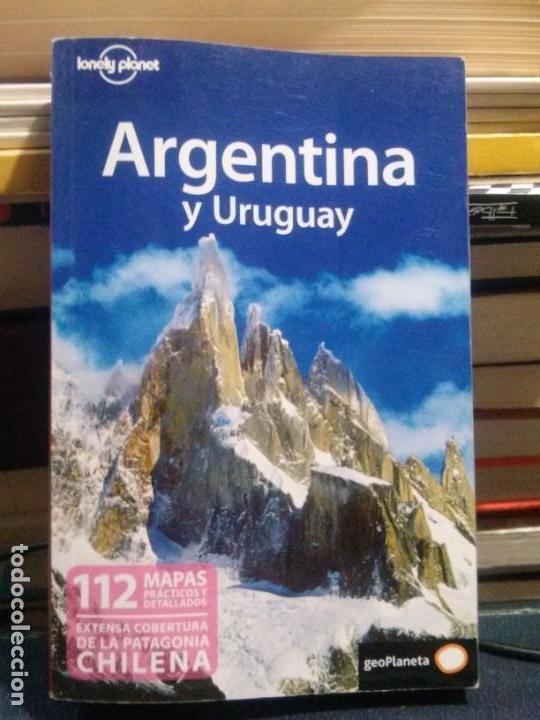 lonely planet
Argentina
y Uruguay
112 MAPAS
PRÁCTICOS Y
DETALLADOS
EXTENSA COBERTURA
DE LA PATAGONIA
CHILENA
geoPlaneta
todocoleccion